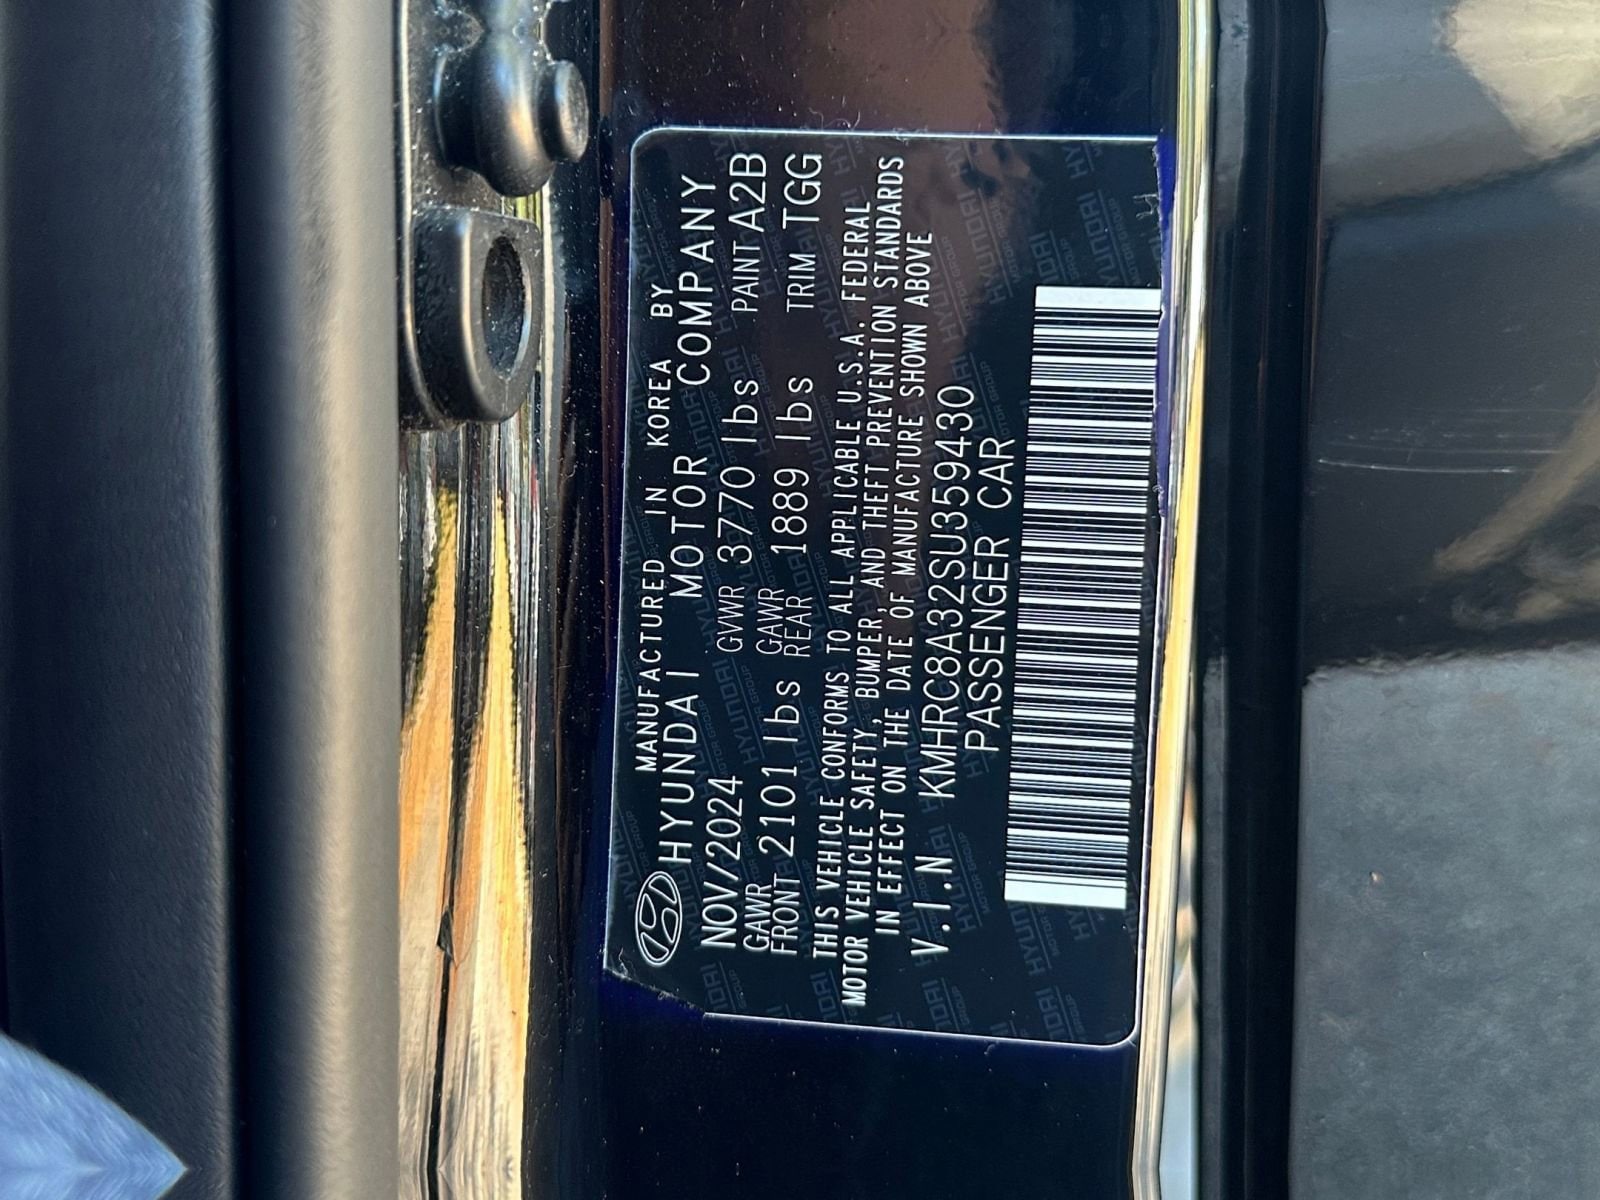 MANUFACTURED IN KOREA BY
HYUNDAI MOTOR COMPANY
NOV/2024 GVWR 3770 lbs PAINT A2B
GAWR FRONT 2101 lbs GAWR REAR 1889 lbs TRIM TGG
THIS VEHICLE CONFORMS TO ALL APPLICABLE U.S.A. FEDERAL
MOTOR VEHICLE SAFETY, BUMPER, AND THEFT PREVENTION STANDARDS
IN EFFECT ON THE DATE OF MANUFACTURE SHOWN ABOVE
V.I.N KMHRC8A32SU359430
PASSENGER CAR